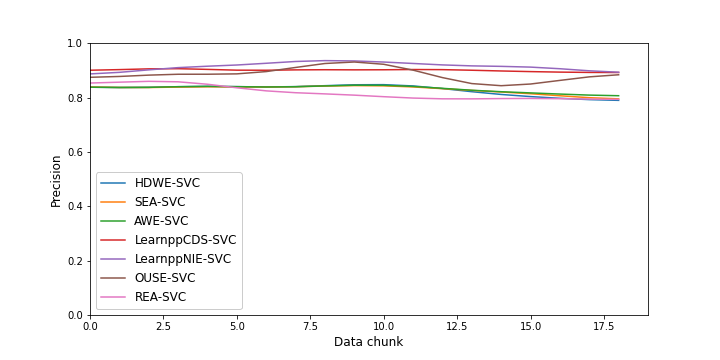 1.0
0.8
0.6
0.4
0.2
0.0
Precision
HDWE-SVC
SEA-SVC
AWE-SVC
LearnppCDS-SVC
LearnppNIE-SVC
OUSE-SVC
REA-SVC
0.0 2.5 5.0 7.5 10.0 12.5 15.0 17.5
Data chunk